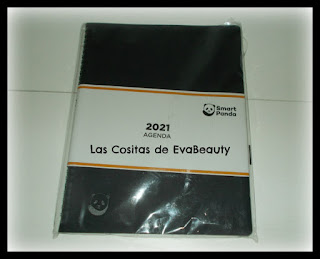 Smart
Panda
2021
AGENDA
Las Cositas de EvaBeauty